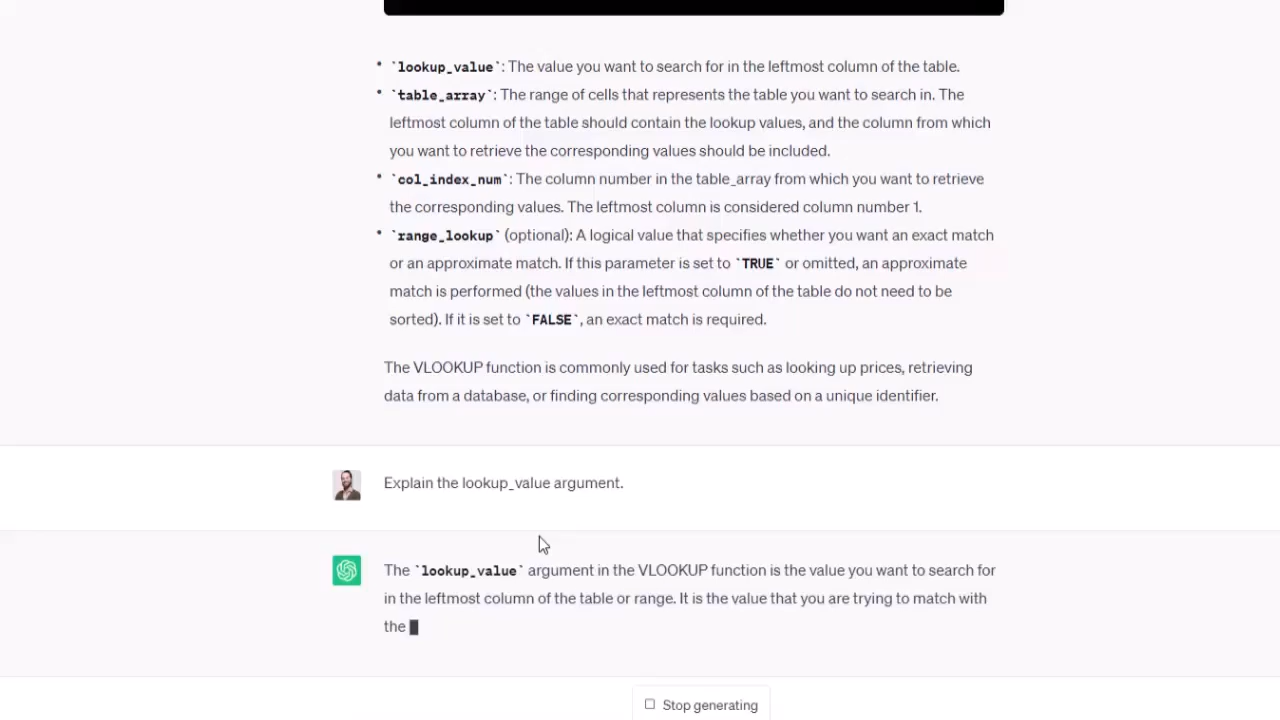 • `lookup_value`: The value you want to search for in the leftmost column of the table.
• `table_array`: The range of cells that represents the table you want to search in. The
leftmost column of the table should contain the lookup values, and the column from which
you want to retrieve the corresponding values should be included.
• `col_index_num`: The column number in the table_array from which you want to retrieve
the corresponding values. The leftmost column is considered column number 1.
• `range_lookup` (optional): A logical value that specifies whether you want an exact match
or an approximate match. If this parameter is set to `TRUE` or omitted, an approximate
match is performed (the values in the leftmost column of the table do not need to be
sorted). If it is set to `FALSE`, an exact match is required.
The VLOOKUP function is commonly used for tasks such as looking up prices, retrieving
data from a database, or finding corresponding values based on a unique identifier.
Explain the lookup_value argument.
The `lookup_value` argument in the VLOOKUP function is the value you want to search for
in the leftmost column of the table or range. It is the value that you are trying to match with
the
Stop generating